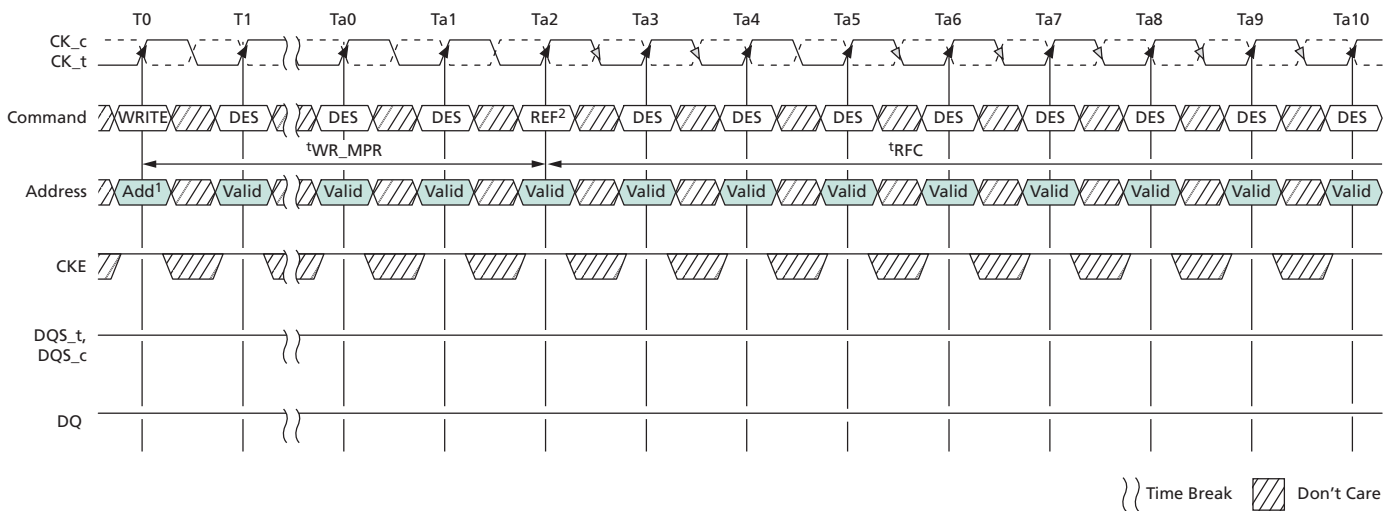 T0 T1 Ta0 Ta1 Ta2 Ta3 Ta4 Ta5 Ta6 Ta7 Ta8 Ta9 Ta10
CK_c
CK_t
Command WRITE DES DES DES REF2 DES DES DES DES DES DES DES DES
tWR_MPR tRFC
Address Add1 Valid Valid Valid Valid Valid Valid Valid Valid Valid Valid Valid Valid
CKE
DQS_t,
DQS_c
DQ
Time Break Don't Care